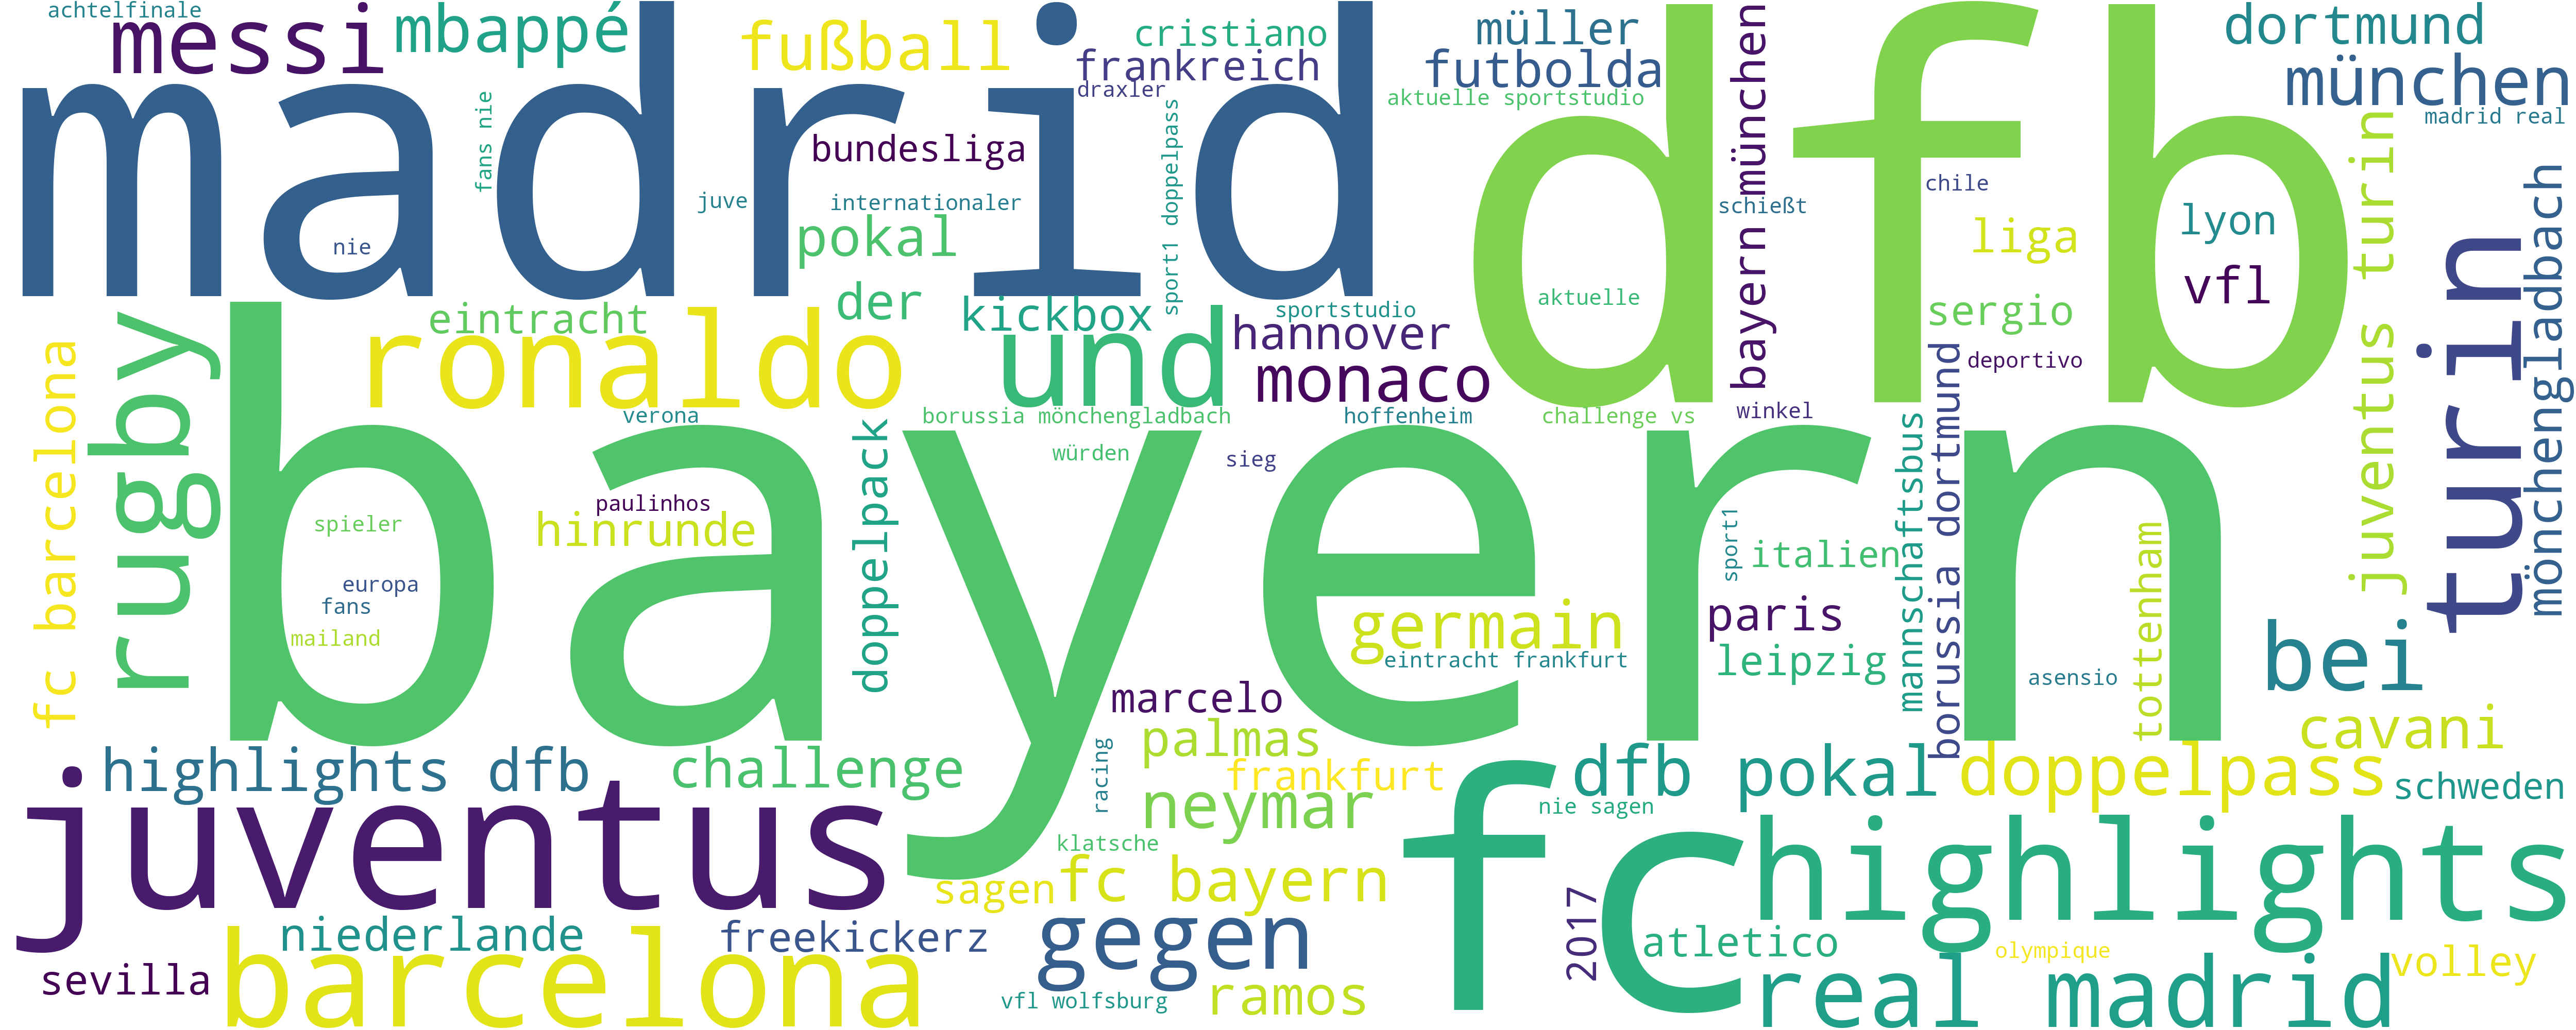 achtelfinale
messi
mbappé
fußball
cristiano
frankreich
draxler
müller
futbolda
aktuelle sportstudio
bayern münchen
dortmund
münchen
madrid real
madrid
dfb
fans nie
bundesliga
juve
internationaler
sport1 doppelpass
nie
pokal
schießt
chile
liga
lyon
vfl
juventus turin
turin
mönchengladbach
der
kickbox
sportstudio
aktuelle
sergio
eintracht
ronaldo
und
hannover
monaco
deportivo
fc barcelona
rugby
bayern
verona
doppelpack
borussia mönchengladbach
hoffenheim
challenge vs
winkel
würden
sieg
mannschaftsbus
borussia dortmund
paulinhos
hinrunde
spieler
europa
fans
mailand
sport1
italien
tottenham
germain
paris
eintracht frankfurt
leipzig
asensio
bei
marcelo
cavani
highlights dfb
challenge
racing
palmas
frankfurt
neymar
dfb pokal
doppelpass
schweden
nie sagen
juventus
klatsche
fc
highlights
sagen
fc bayern
niederlande
freekickerz
gegen
2017
atletico
olympique
volley
sevilla
barcelona
vfl wolfsburg
ramos
real madrid